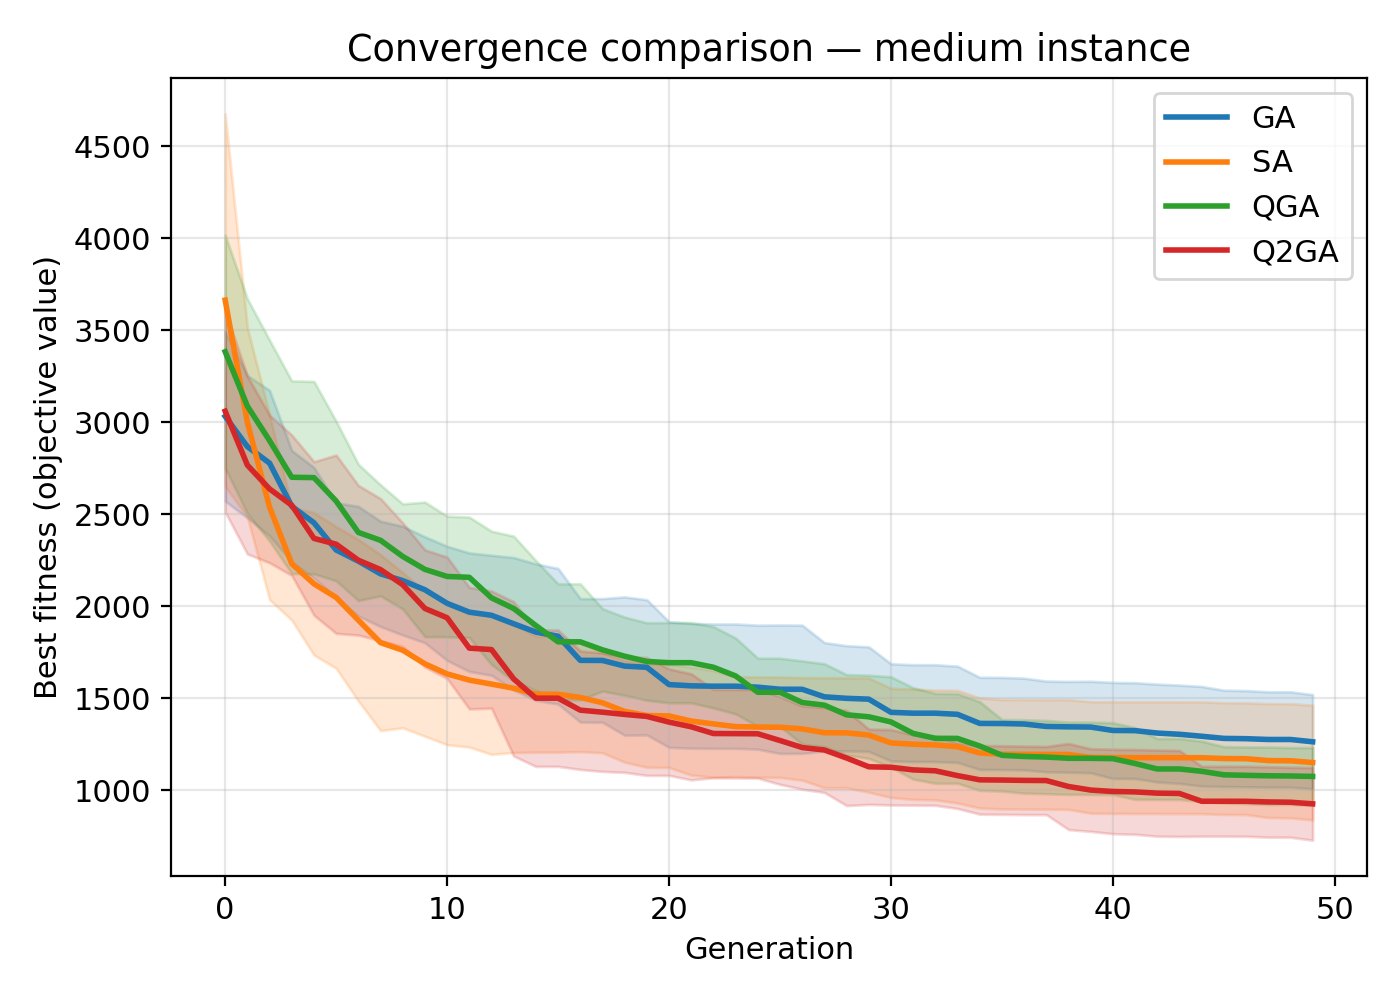 Convergence comparison — medium instance
GA
SA
QGA
Q2GA
Best fitness (objective value)
4500
4000
3500
3000
2500
2000
1500
1000
0
10
20
30
40
50
Generation